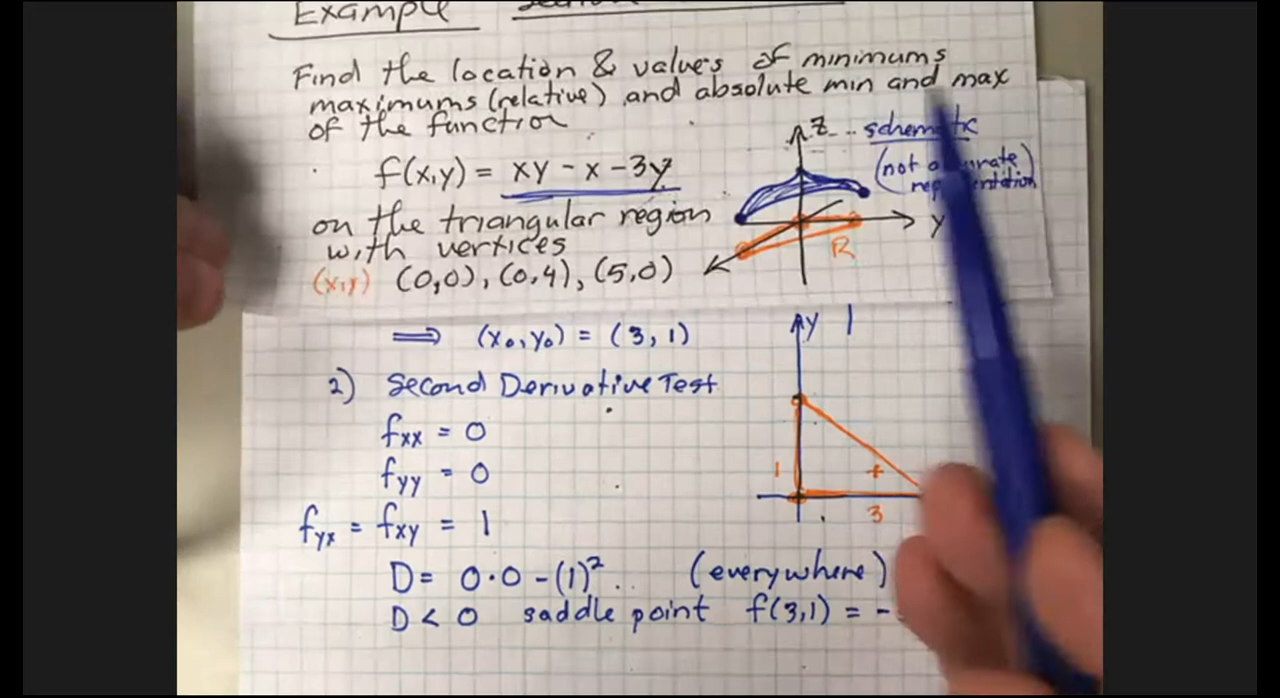 Example
Find the location & values of minimums
maximums (relative) and absolute min and max
of the function
f(x,y) = xy - x - 3y
on the triangular region
with vertices
(x,y) (0,0), (0,4), (5,0)
z
schematic
(not
y
R
⟹ (x₀,y₀) = (3,1)
2) Second Derivative Test
fxx = 0
fyy = 0
fyx = fxy = 1
D = 0·0 - (1)² (everywhere)
D < 0 saddle point f(3,1) = -
y
1
+
3